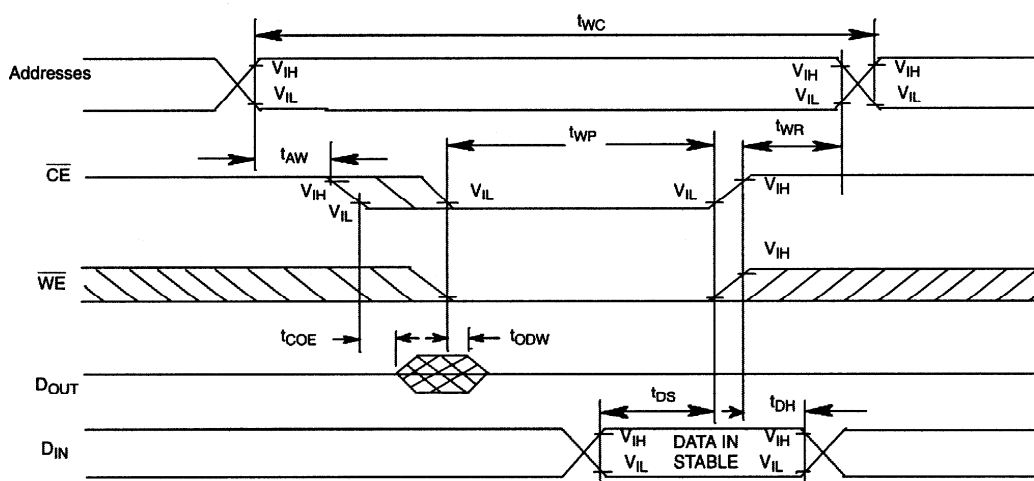 tWC
Addresses
VIH VIH VIH
VIL VIL VIL
tWP tWR
tAW
CE
VIH VIL VIL VIH
VIL
VIH
WE
tCOE tODW
DOUT
tDS tDH
DIN
VIH DATA IN VIH
VIL STABLE VIL